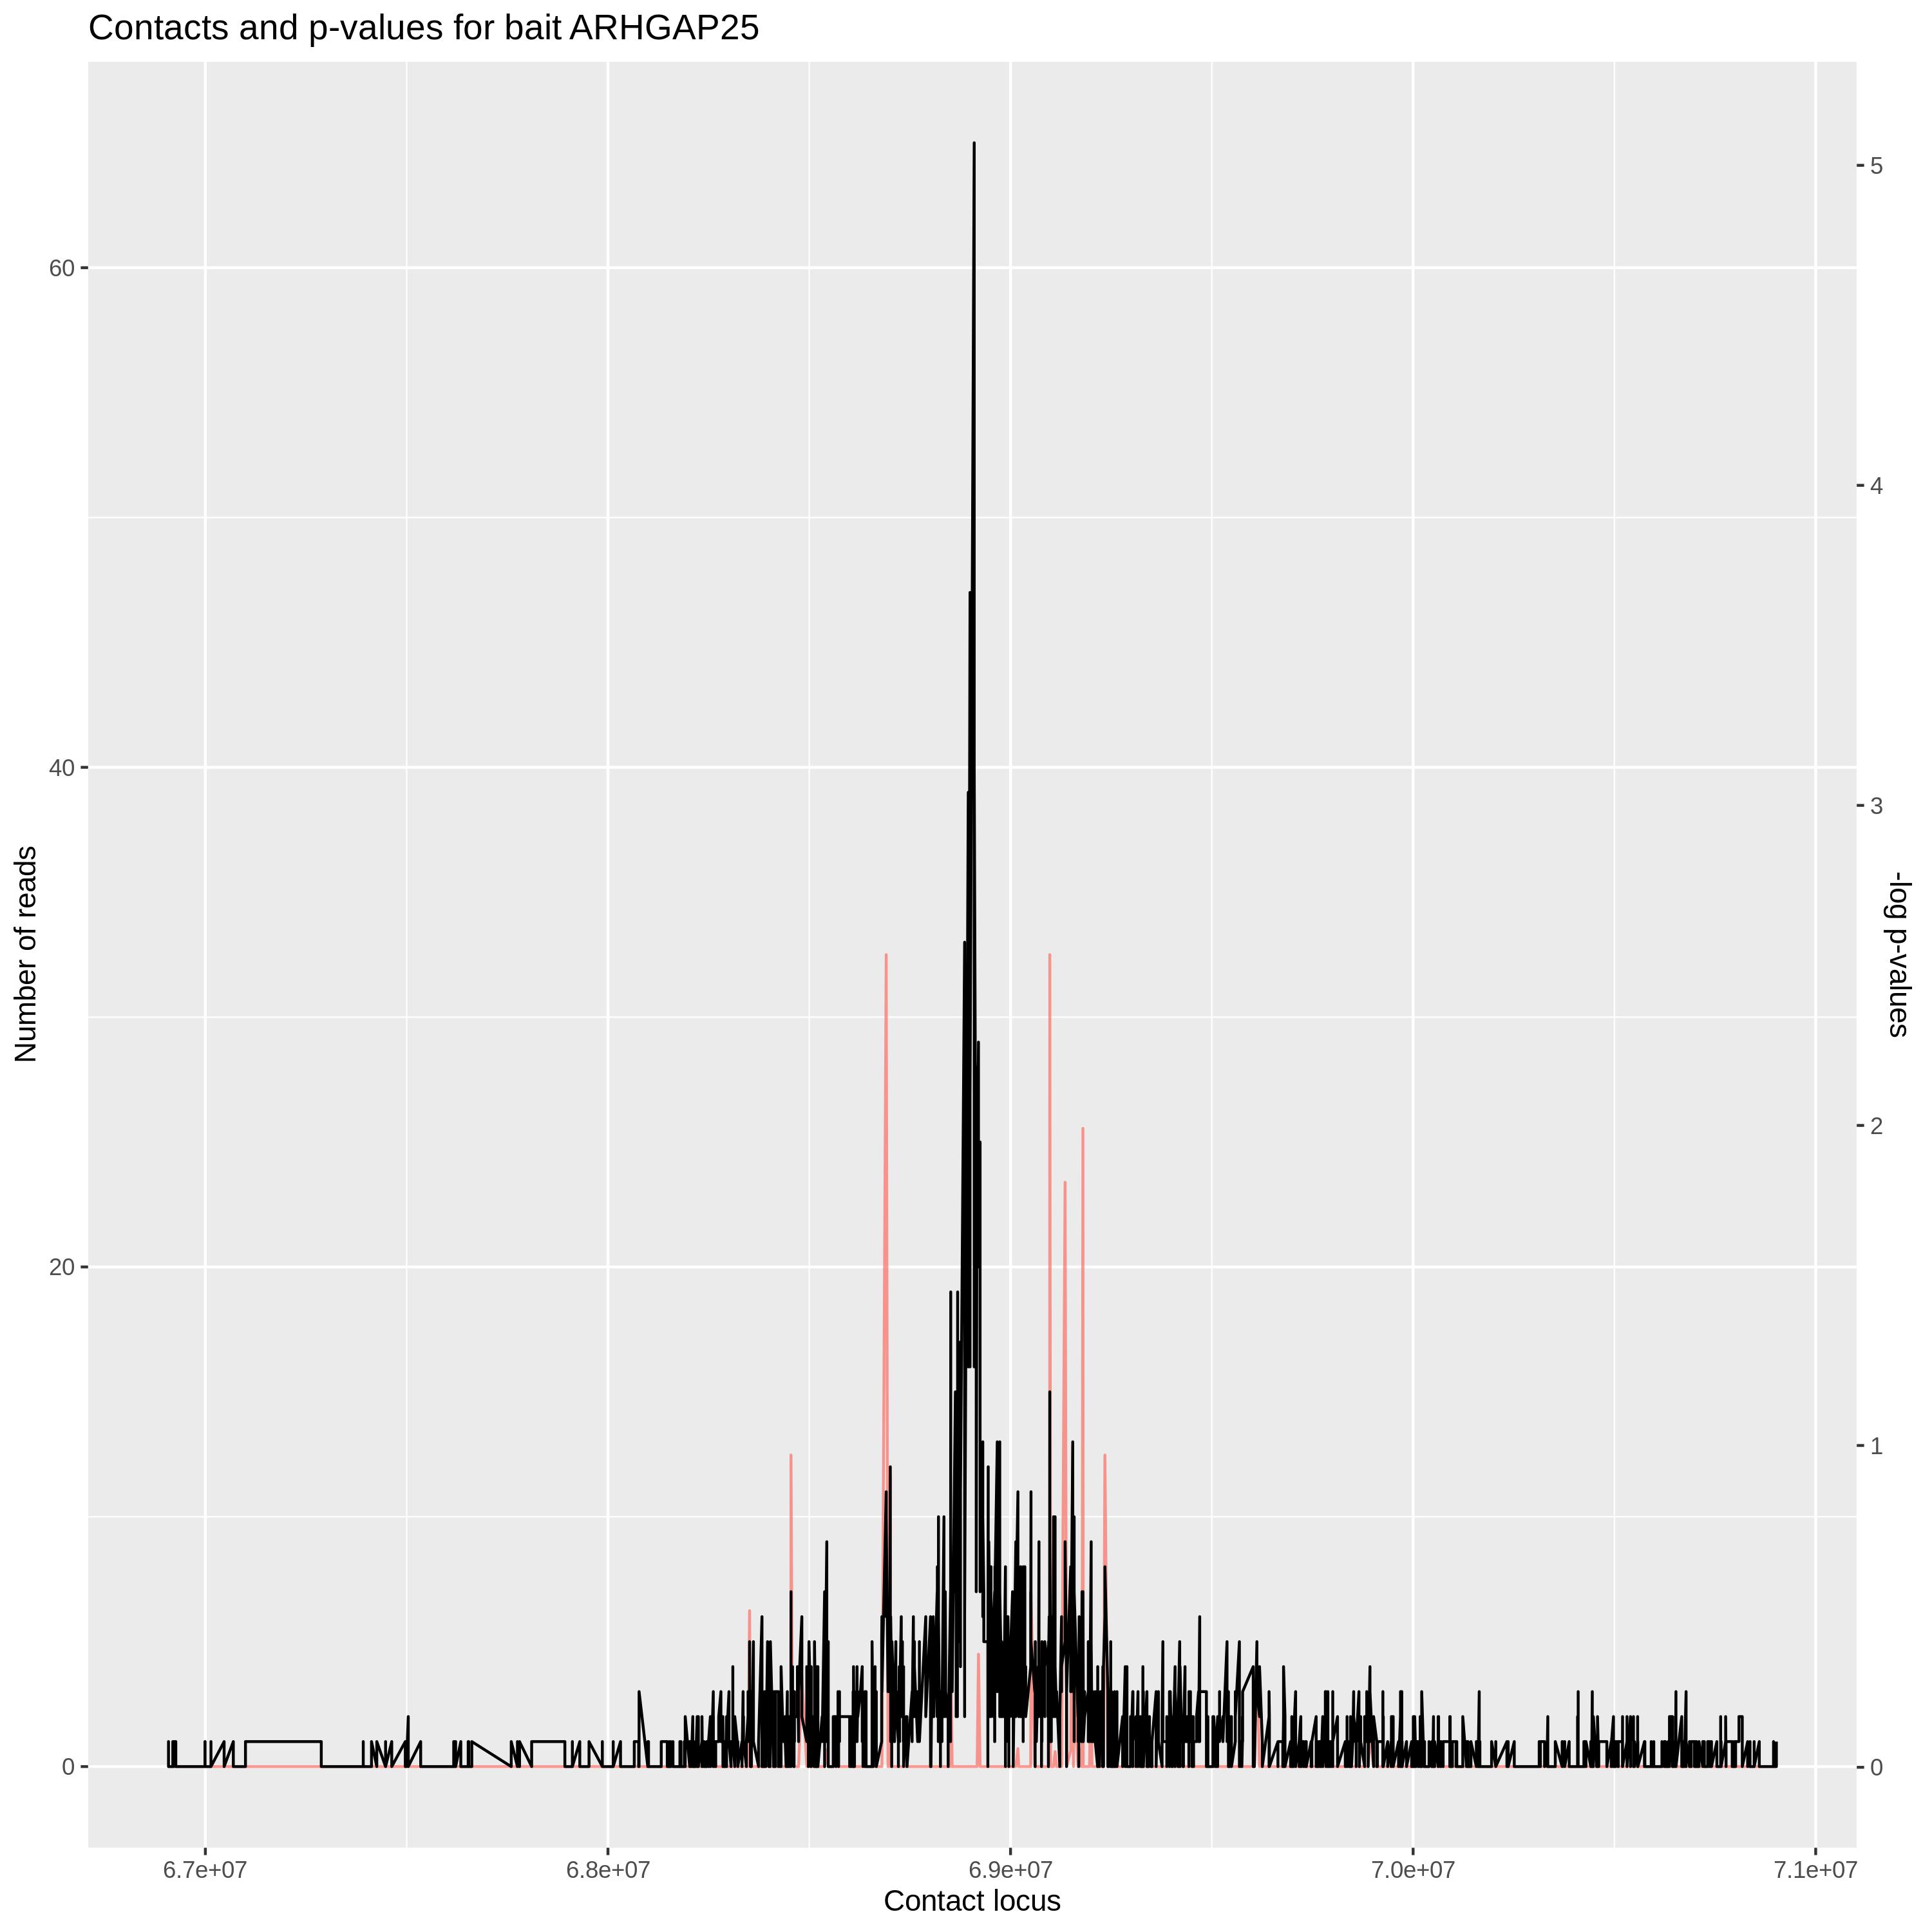 Contacts and p-values for bait ARHGAP25
Number of reads
60
40
20
0
5
4
3
2
1
0
-log p-values
6.7e+07
6.8e+07
6.9e+07
7.0e+07
7.1e+07
Contact locus